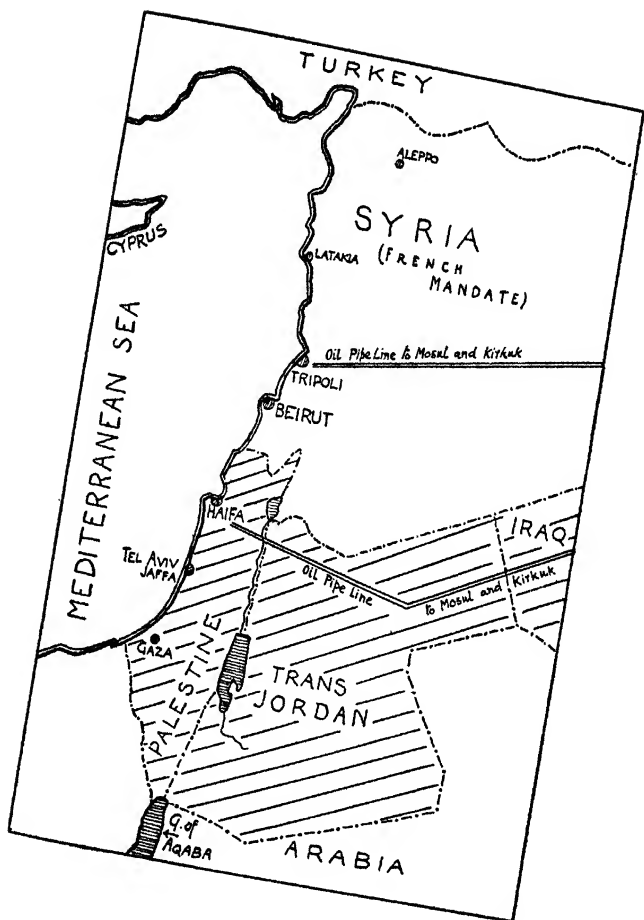 TURKEY
ALEPPO
SYRIA
(FRENCH
MANDATE)
CYPRUS
LATAKIA
MEDITERRANEAN SEA
Oil Pipe Line to Mosul and Kirkuk
TRIPOLI
BEIRUT
HAIFA
IRAQ
TEL AVIV
JAFFA
Oil Pipe Line
to Mosul and Kirkuk
GAZA
PALESTINE
TRANS
JORDAN
G. of
AQABA
ARABIA